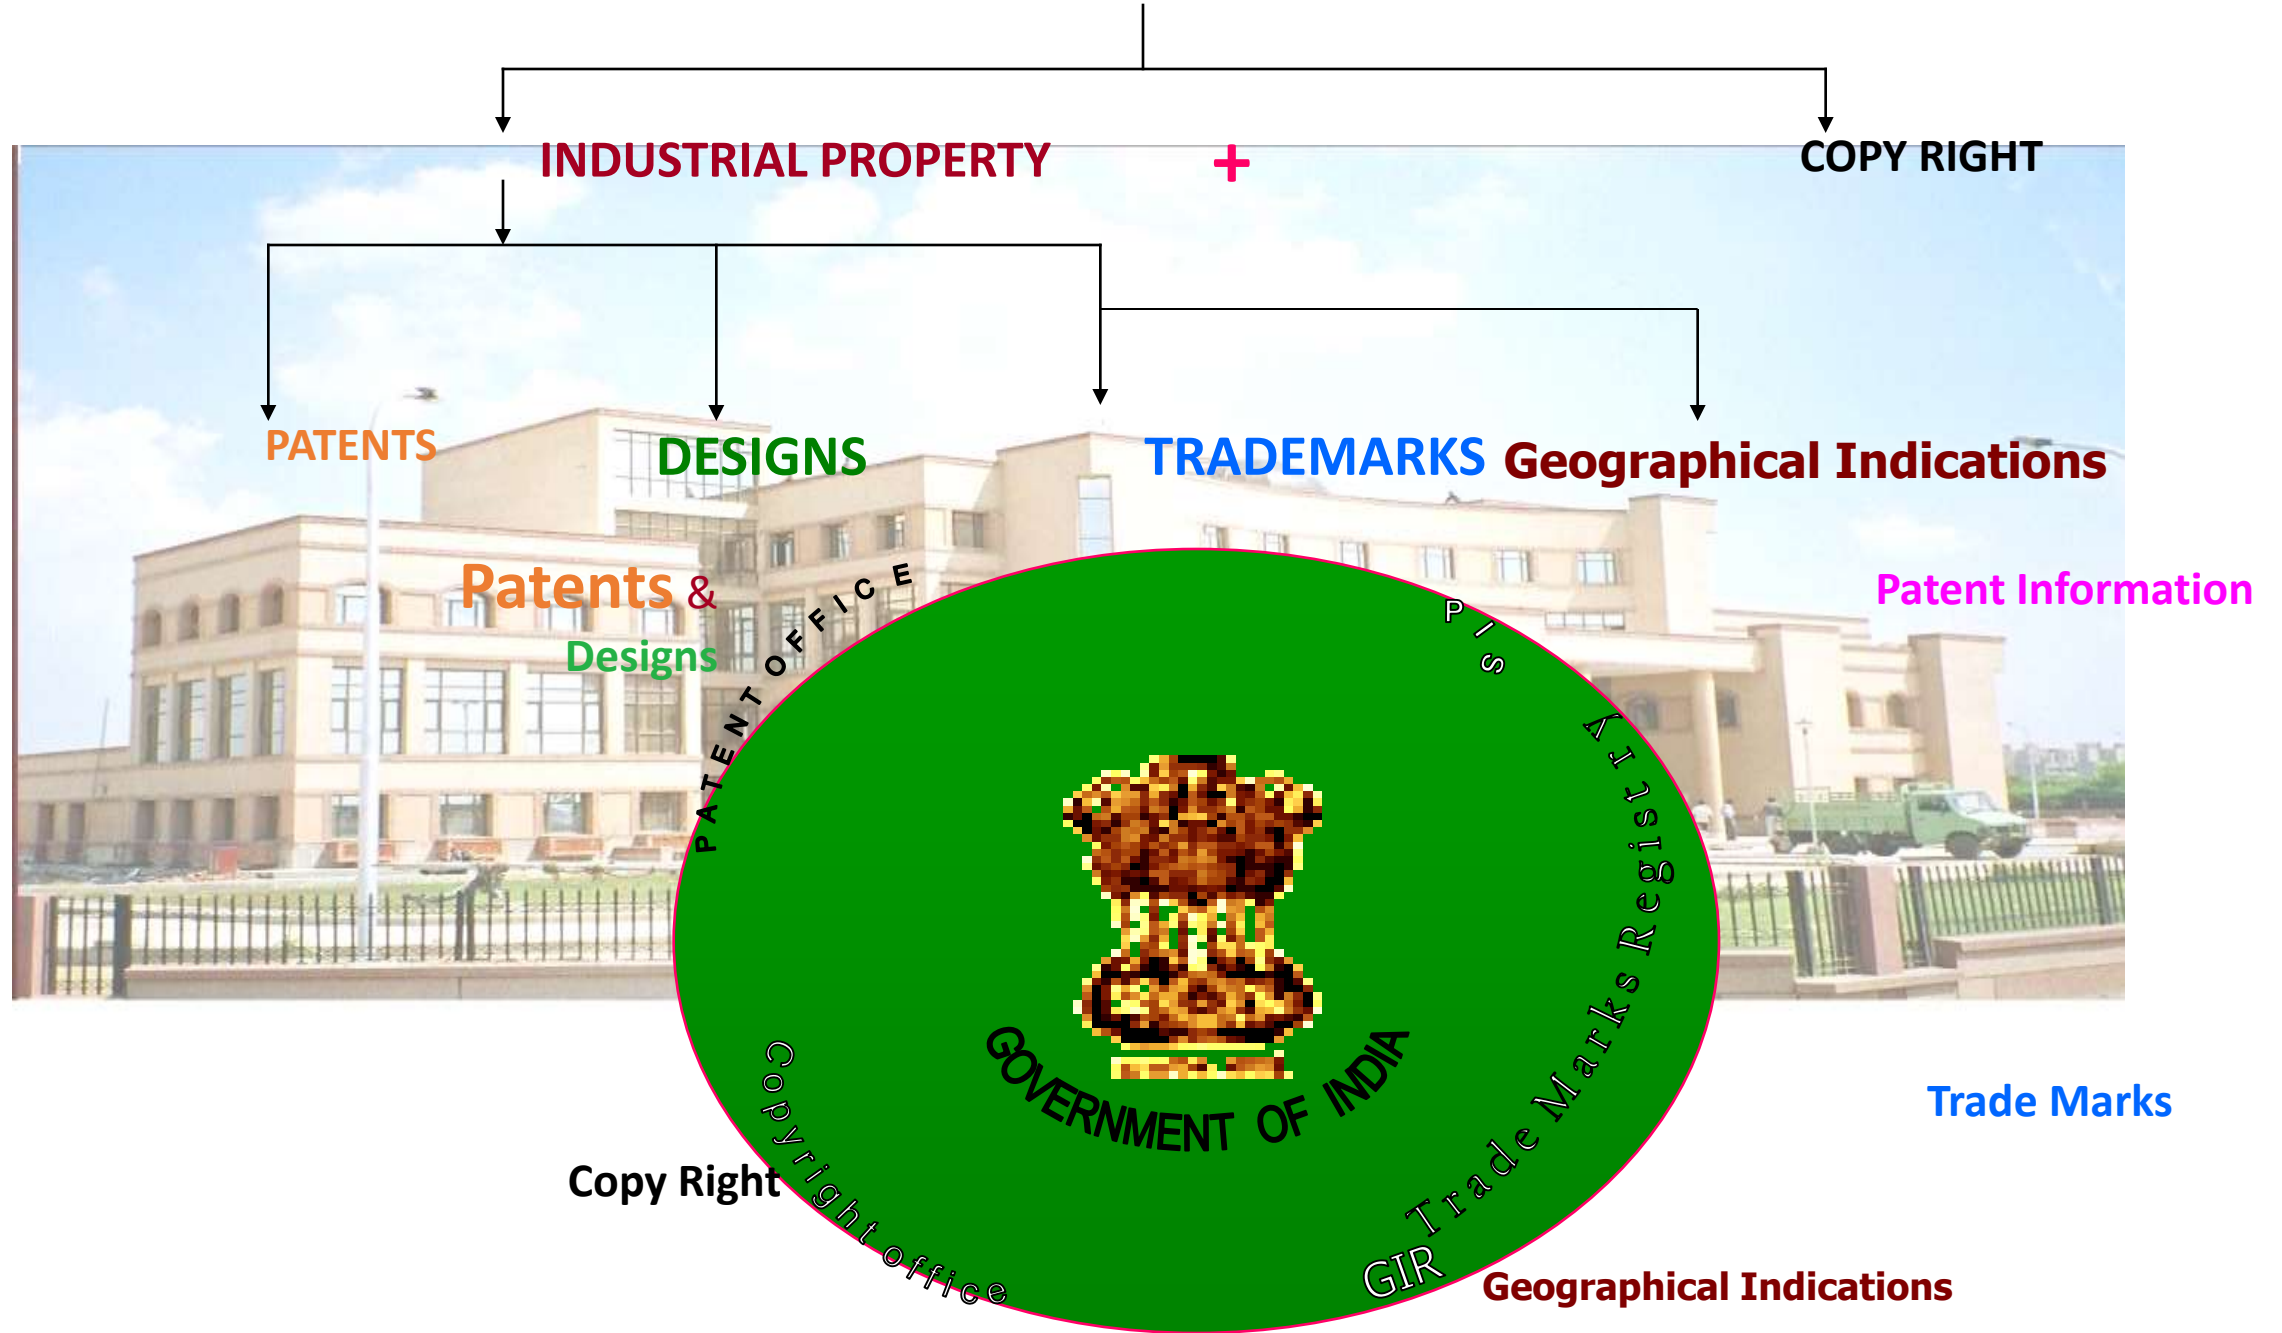 INDUSTRIAL PROPERTY + COPY RIGHT
PATENTS DESIGNS TRADEMARKS Geographical Indications
Patents &
Designs
PATENT OFFICE
PIS
Patent Information
Trade Marks Registry
GOVERNMENT OF INDIA
Trade Marks
Copy Right
Copyright office
GIR
Geographical Indications